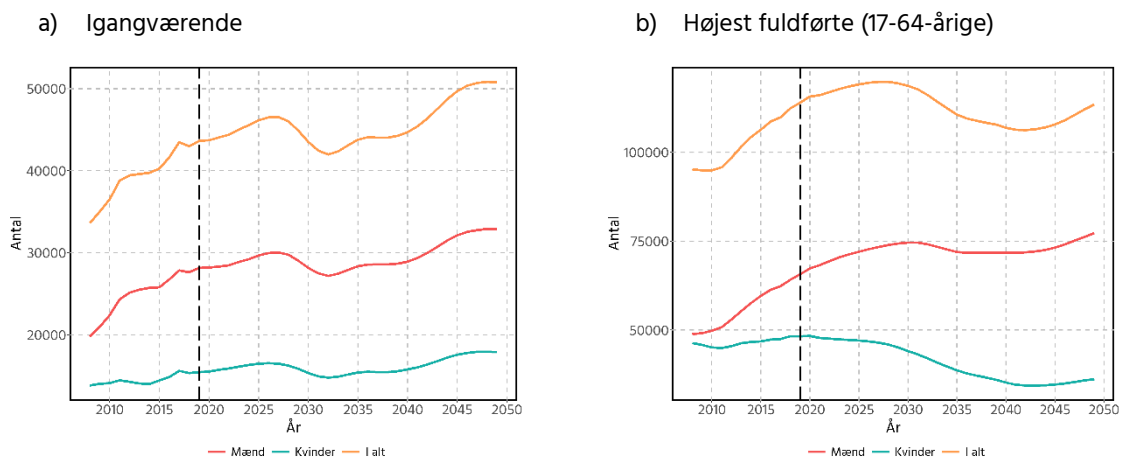 a) Igangværende
50000
40000
30000
20000
Antal
2010 2015 2020 2025 2030 2035 2040 2045 2050
År
Mænd Kvinder I alt
b) Højest fuldførte (17-64-årige)
100000
75000
50000
Antal
2010 2015 2020 2025 2030 2035 2040 2045 2050
År
Mænd Kvinder I alt